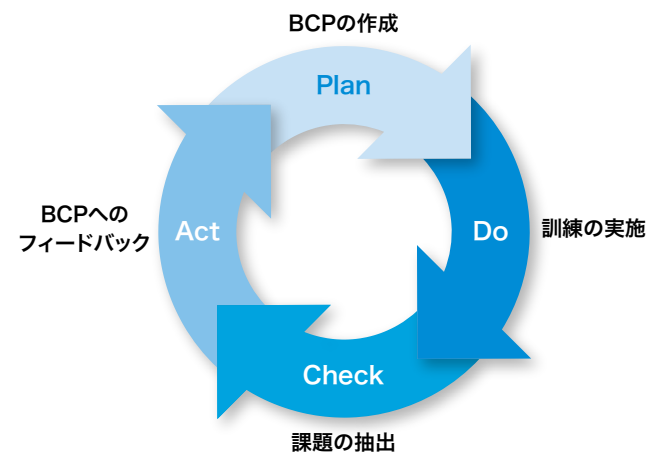 BCPの作成
Plan
BCPへの
フィードバック
Act
Do
訓練の実施
Check
課題の抽出